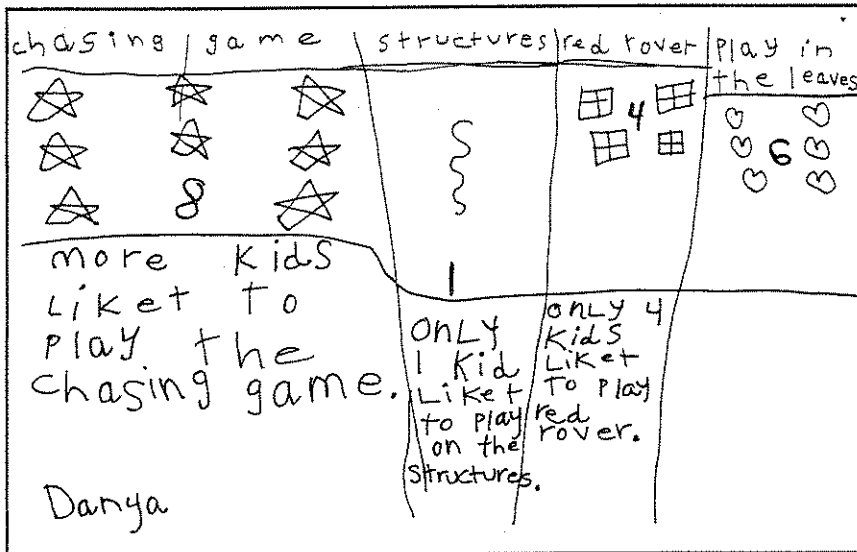 chasing game
structures
red rover
play in
the leaves
4
6
8
1
more kids
liket to
play the
chasing game.
only
1 kid
liket
to play
on the
structures.
only 4
kids
liket
to play
red
rover.
Danya